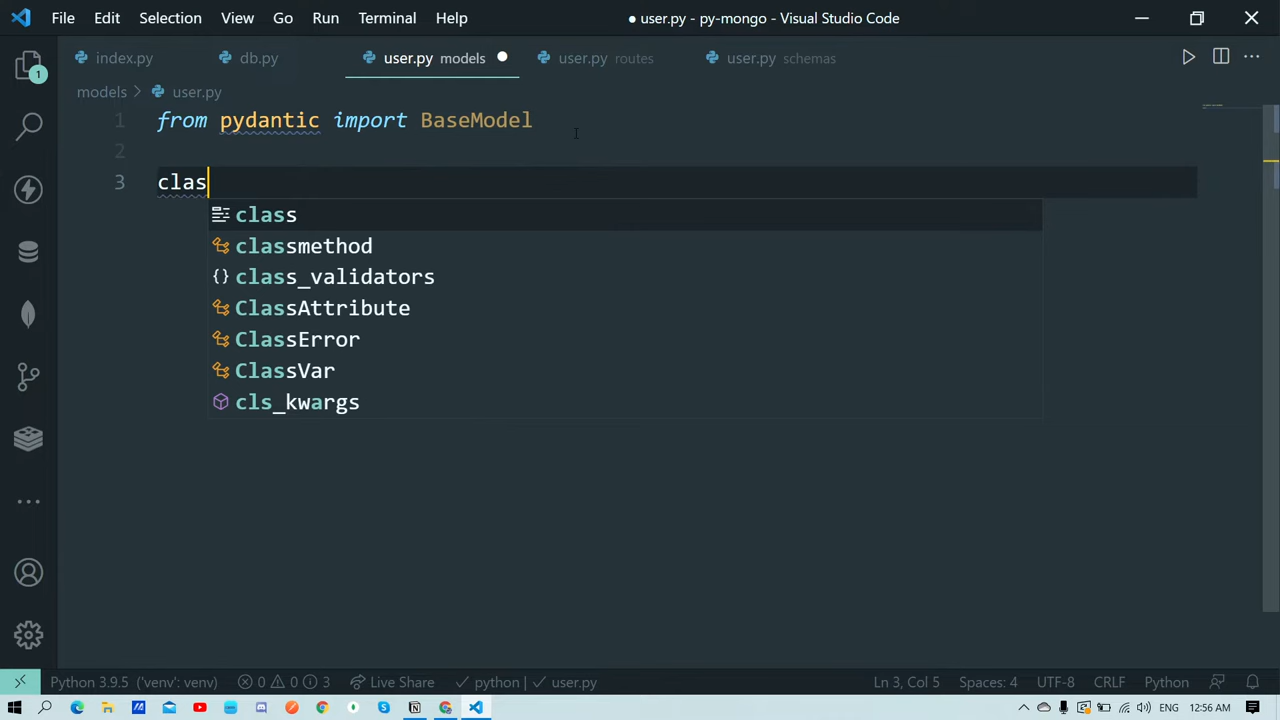 File Edit Selection View Go Run Terminal Help
● user.py - py-mongo - Visual Studio Code
index.py
db.py
user.py models
user.py routes
user.py schemas
models > user.py
1 from pydantic import BaseModel
2
3 clas
class
classmethod
class_validators
ClassAttribute
ClassError
ClassVar
cls_kwargs
1
Python 3.9.5 ('venv': venv) 0 0 3 Live Share python | user.py
Ln 3, Col 5 Spaces: 4 UTF-8 CRLF Python
ENG 12:56 AM